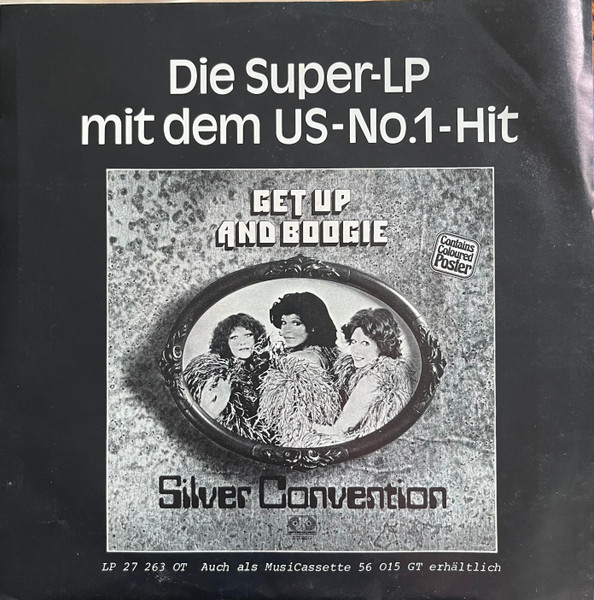 Die Super-LP
mit dem US-No.1-Hit
GET UP
AND BOOGIE
Contains
Coloured
Poster
Silver Convention
LP 27 263 OT Auch als MusiCassette 56 015 GT erhältlich